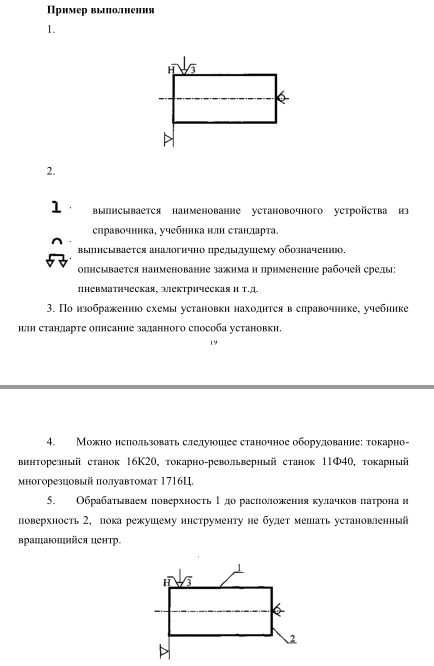 Пример выполнения
1.
Н 3
2.
выписывается наименование установочного устройства из
справочника, учебника или стандарта.
выписывается аналогично предыдущему обозначению.
описывается наименование зажима и применение рабочей среды:
пневматическая, электрическая и т.д.
3. По изображению схемы установки находится в справочнике, учебнике
или стандарте описание заданного способа установки.
19
4. Можно использовать следующее станочное оборудование: токарно-
винторезный станок 16К20, токарно-револьверный станок 11Ф40, токарный
многорезцовый полуавтомат 1716Ц.
5. Обрабатываем поверхность 1 до расположения кулачков патрона и
поверхность 2, пока режущему инструменту не будет мешать установленный
вращающийся центр.
1
Н 3
2